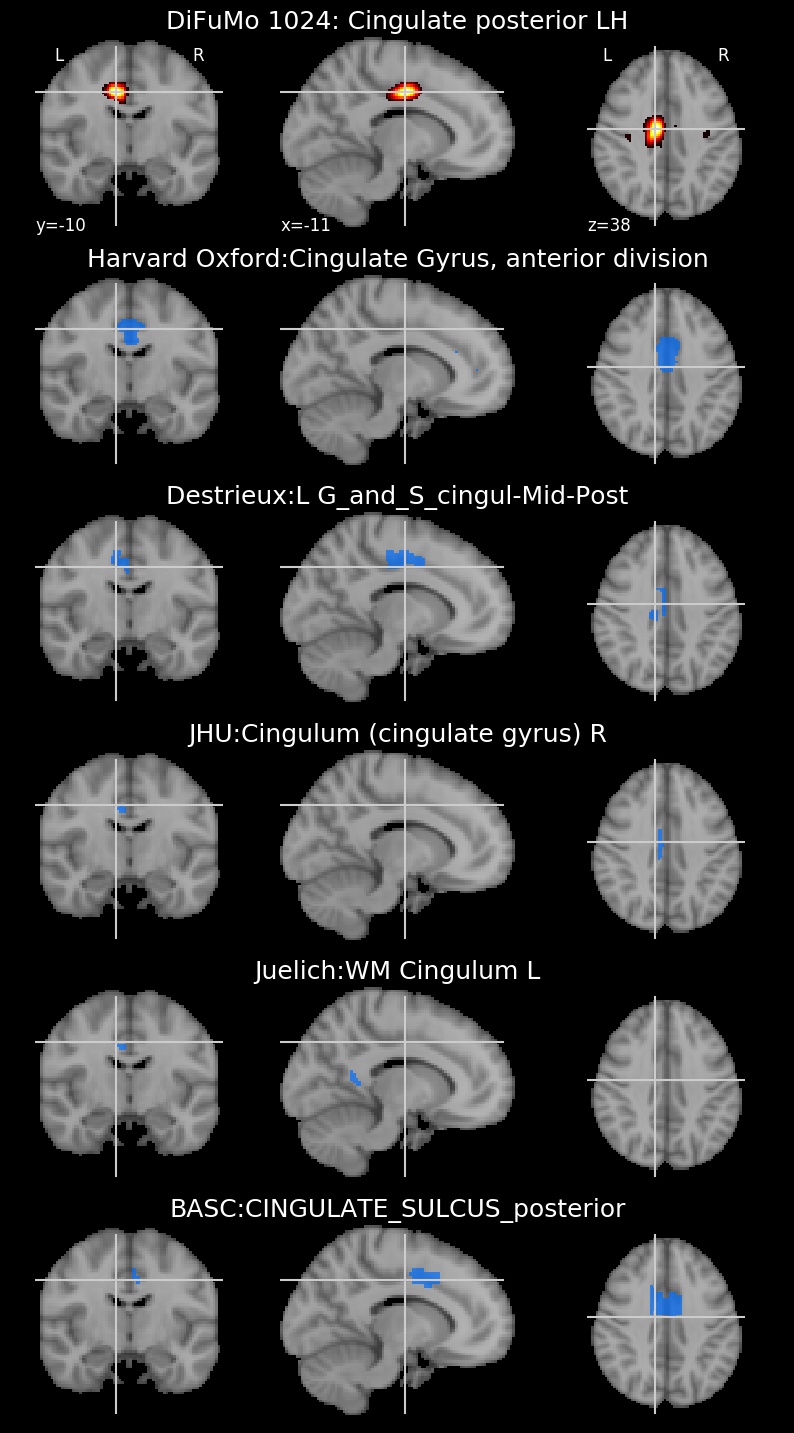 DiFuMo 1024: Cingulate posterior LH
L R L R
y=-10 x=-11 z=38
Harvard Oxford:Cingulate Gyrus, anterior division
Destrieux:L G_and_S_cingul-Mid-Post
JHU:Cingulum (cingulate gyrus) R
Juelich:WM Cingulum L
BASC:CINGULATE_SULCUS_posterior